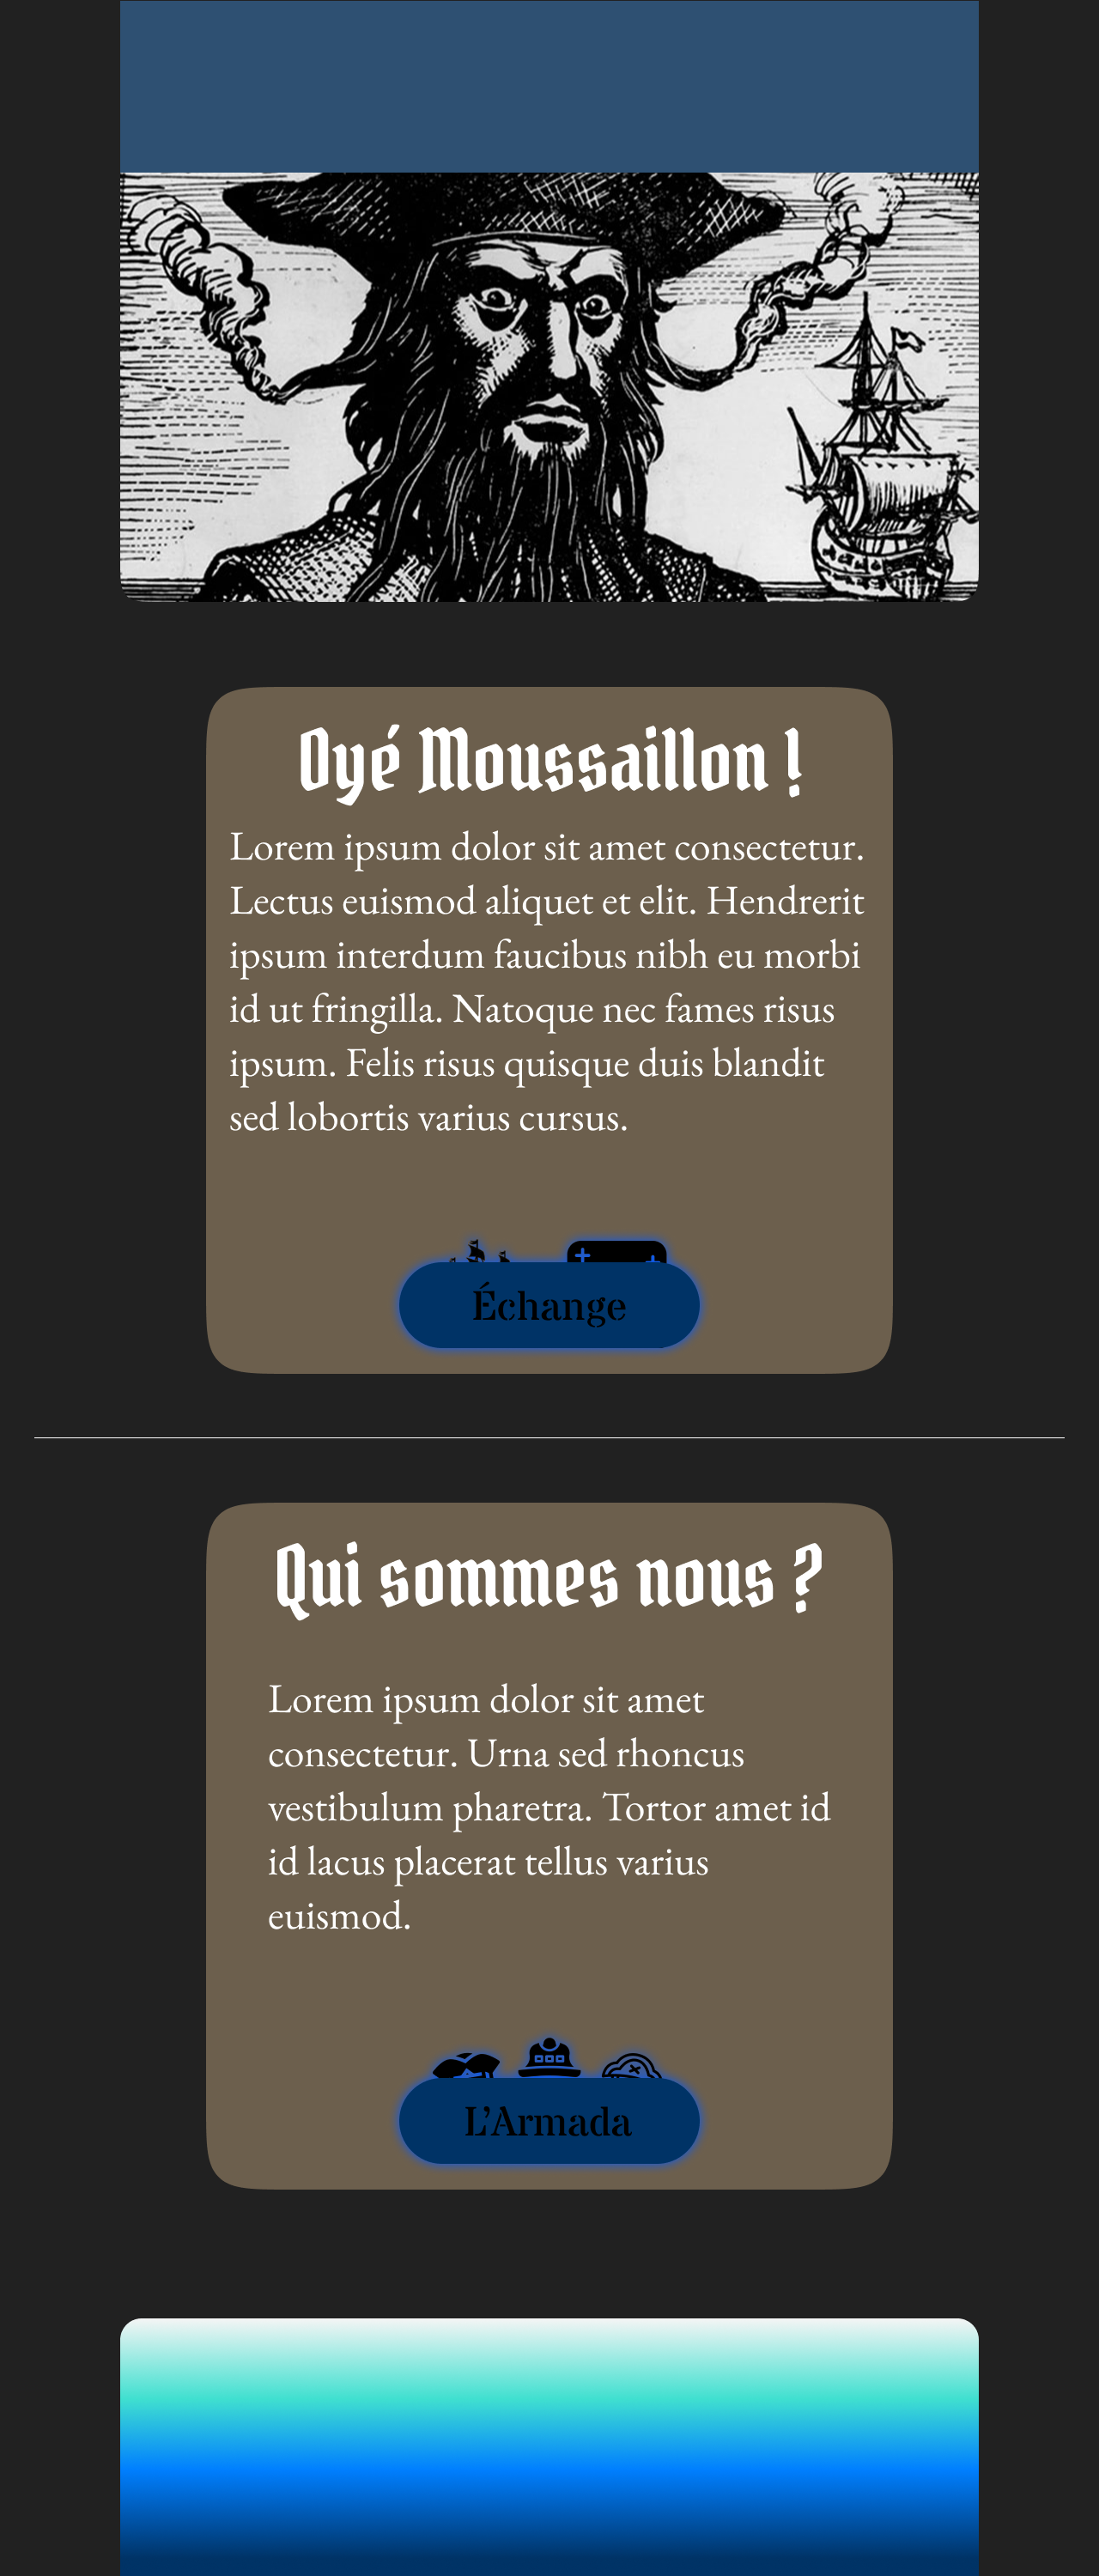 Oyé Moussaillon !
Lorem ipsum dolor sit amet consectetur.
Lectus euismod aliquet et elit. Hendrerit
ipsum interdum faucibus nibh eu morbi
id ut fringilla. Natoque nec fames risus
ipsum. Felis risus quisque duis blandit
sed lobortis varius cursus.
Échange
Qui sommes nous ?
Lorem ipsum dolor sit amet
consectetur. Urna sed rhoncus
vestibulum pharetra. Tortor amet id
id lacus placerat tellus varius
euismod.
L’Armada